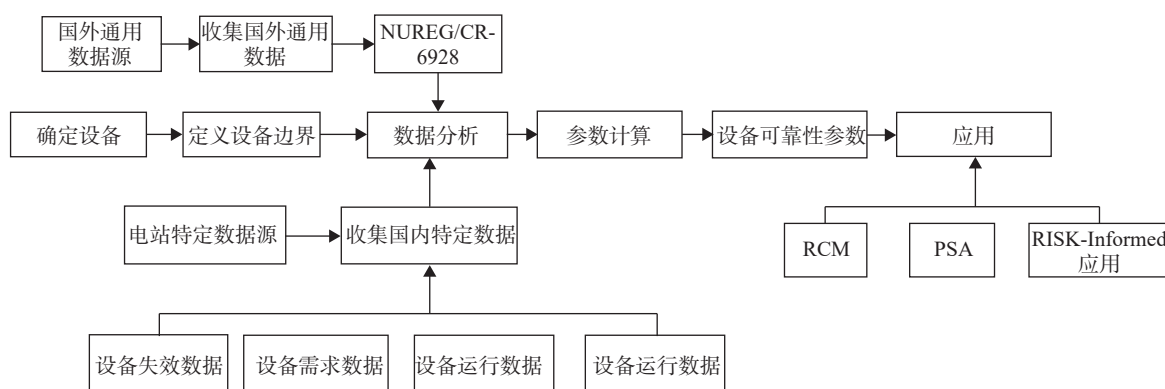 国外通用
数据源
收集国外通用
数据
NUREG/CR-
6928
确定设备
定义设备边界
数据分析
参数计算
设备可靠性参数
应用
电站特定数据源
收集国内特定数据
RCM
PSA
RISK-Informed
应用
设备失效数据
设备需求数据
设备运行数据
设备运行数据